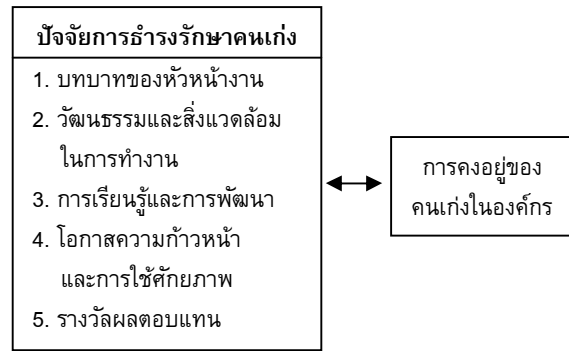 ปัจจัยการธำรงรักษาคนเก่ง
1. บทบาทของหัวหน้างาน
2. วัฒนธรรมและสิ่งแวดล้อม
ในการทำงาน
3. การเรียนรู้และการพัฒนา
4. โอกาสความก้าวหน้า
และการใช้ศักยภาพ
5. รางวัลผลตอบแทน
การคงอยู่ของ
คนเก่งในองค์กร